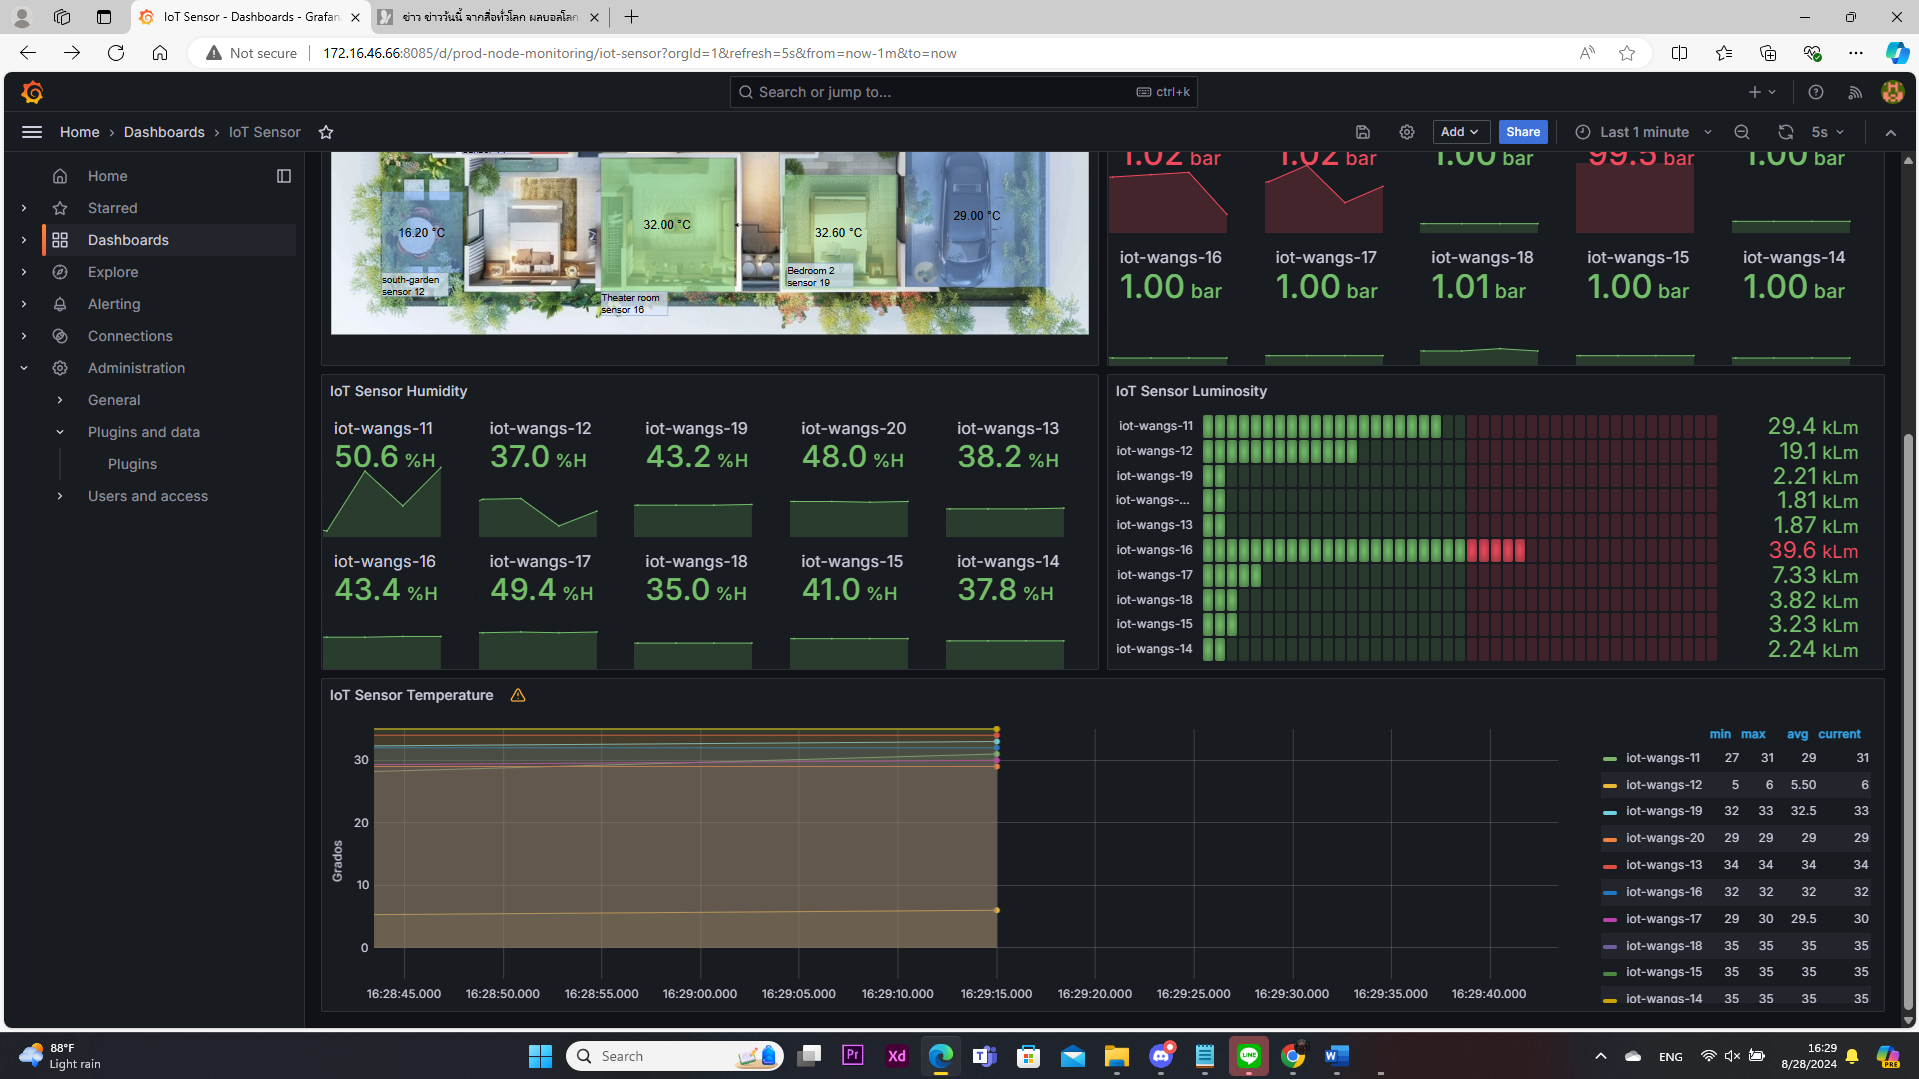 IoT Sensor - Dashboards - Grafan
ข่าว ข่าววันนี้ จากสื่อทั่วโลก ผลบอลโลก
Not secure
172.16.46.66:8085/d/prod-node-monitoring/iot-sensor?orgId=1&refresh=5s&from=now-1m&to=now
Search or jump to...
ctrl+k
Home
Dashboards
IoT Sensor
Add
Share
Last 1 minute
5s
Home
Starred
Dashboards
Explore
Alerting
Connections
Administration
General
Plugins and data
Plugins
Users and access
16.20 °C
32.00 °C
32.60 °C
29.00 °C
south-garden
sensor 12
Theater room
sensor 16
Bedroom 2
sensor 19
1.02 bar
1.02 bar
1.00 bar
99.5 bar
1.00 bar
iot-wangs-16
1.00 bar
iot-wangs-17
1.00 bar
iot-wangs-18
1.01 bar
iot-wangs-15
1.00 bar
iot-wangs-14
1.00 bar
IoT Sensor Humidity
iot-wangs-11
50.6 %H
iot-wangs-12
37.0 %H
iot-wangs-19
43.2 %H
iot-wangs-20
48.0 %H
iot-wangs-13
38.2 %H
iot-wangs-16
43.4 %H
iot-wangs-17
49.4 %H
iot-wangs-18
35.0 %H
iot-wangs-15
41.0 %H
iot-wangs-14
37.8 %H
IoT Sensor Luminosity
iot-wangs-11 29.4 kLm
iot-wangs-12 19.1 kLm
iot-wangs-19 2.21 kLm
iot-wangs-... 1.81 kLm
iot-wangs-13 1.87 kLm
iot-wangs-16 39.6 kLm
iot-wangs-17 7.33 kLm
iot-wangs-18 3.82 kLm
iot-wangs-15 3.23 kLm
iot-wangs-14 2.24 kLm
IoT Sensor Temperature
Grados
30
20
10
0
16:28:45.000 16:28:50.000 16:28:55.000 16:29:00.000 16:29:05.000 16:29:10.000 16:29:15.000 16:29:20.000 16:29:25.000 16:29:30.000 16:29:35.000 16:29:40.000
min max avg current
iot-wangs-11 27 31 29 31
iot-wangs-12 5 6 5.50 6
iot-wangs-19 32 33 32.5 33
iot-wangs-20 29 29 29 29
iot-wangs-13 34 34 34 34
iot-wangs-16 32 32 32 32
iot-wangs-17 29 30 29.5 30
iot-wangs-18 35 35 35 35
iot-wangs-15 35 35 35 35
iot-wangs-14 35 35 35 35
88°F
Light rain
Search
Pr
Xd
LINE
ENG
16:29
8/28/2024
PRE